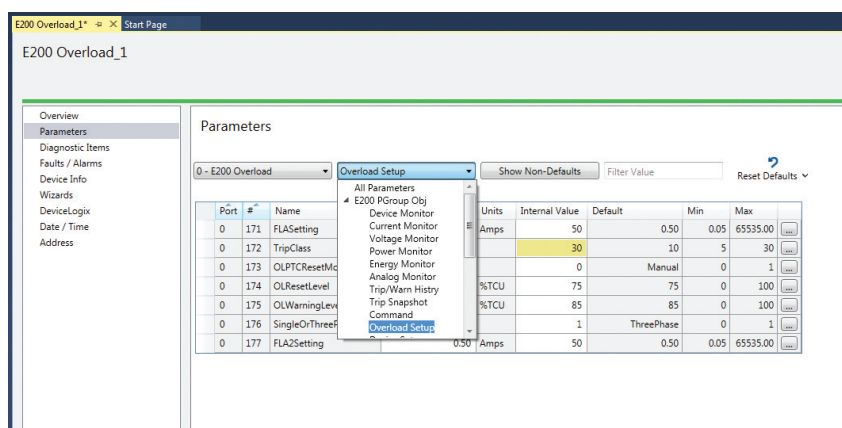 E200 Overload_1* Start Page
E200 Overload_1
Overview
Parameters
Diagnostic Items
Faults / Alarms
Device Info
Wizards
DeviceLogix
Date / Time
Address
Parameters
0 - E200 Overload Overload Setup Show Non-Defaults Filter Value Reset Defaults
All Parameters
E200 PGroup Obj
Device Monitor
Current Monitor
Voltage Monitor
Power Monitor
Energy Monitor
Analog Monitor
Trip/Warn Histry
Trip Snapshot
Command
Overload Setup
Port # Name Units Internal Value Default Min Max
0 171 FLASetting Amps 50 0.50 0.05 65535.00 ...
0 172 TripClass 30 10 5 30 ...
0 173 OLPTCResetMo 0 Manual 0 1 ...
0 174 OLResetLevel %TCU 75 75 0 100 ...
0 175 OLWarningLeve %TCU 85 85 0 100 ...
0 176 SingleOrThreeP 1 ThreePhase 0 1 ...
0 177 FLA2Setting 0.50 Amps 50 0.50 0.05 65535.00 ...